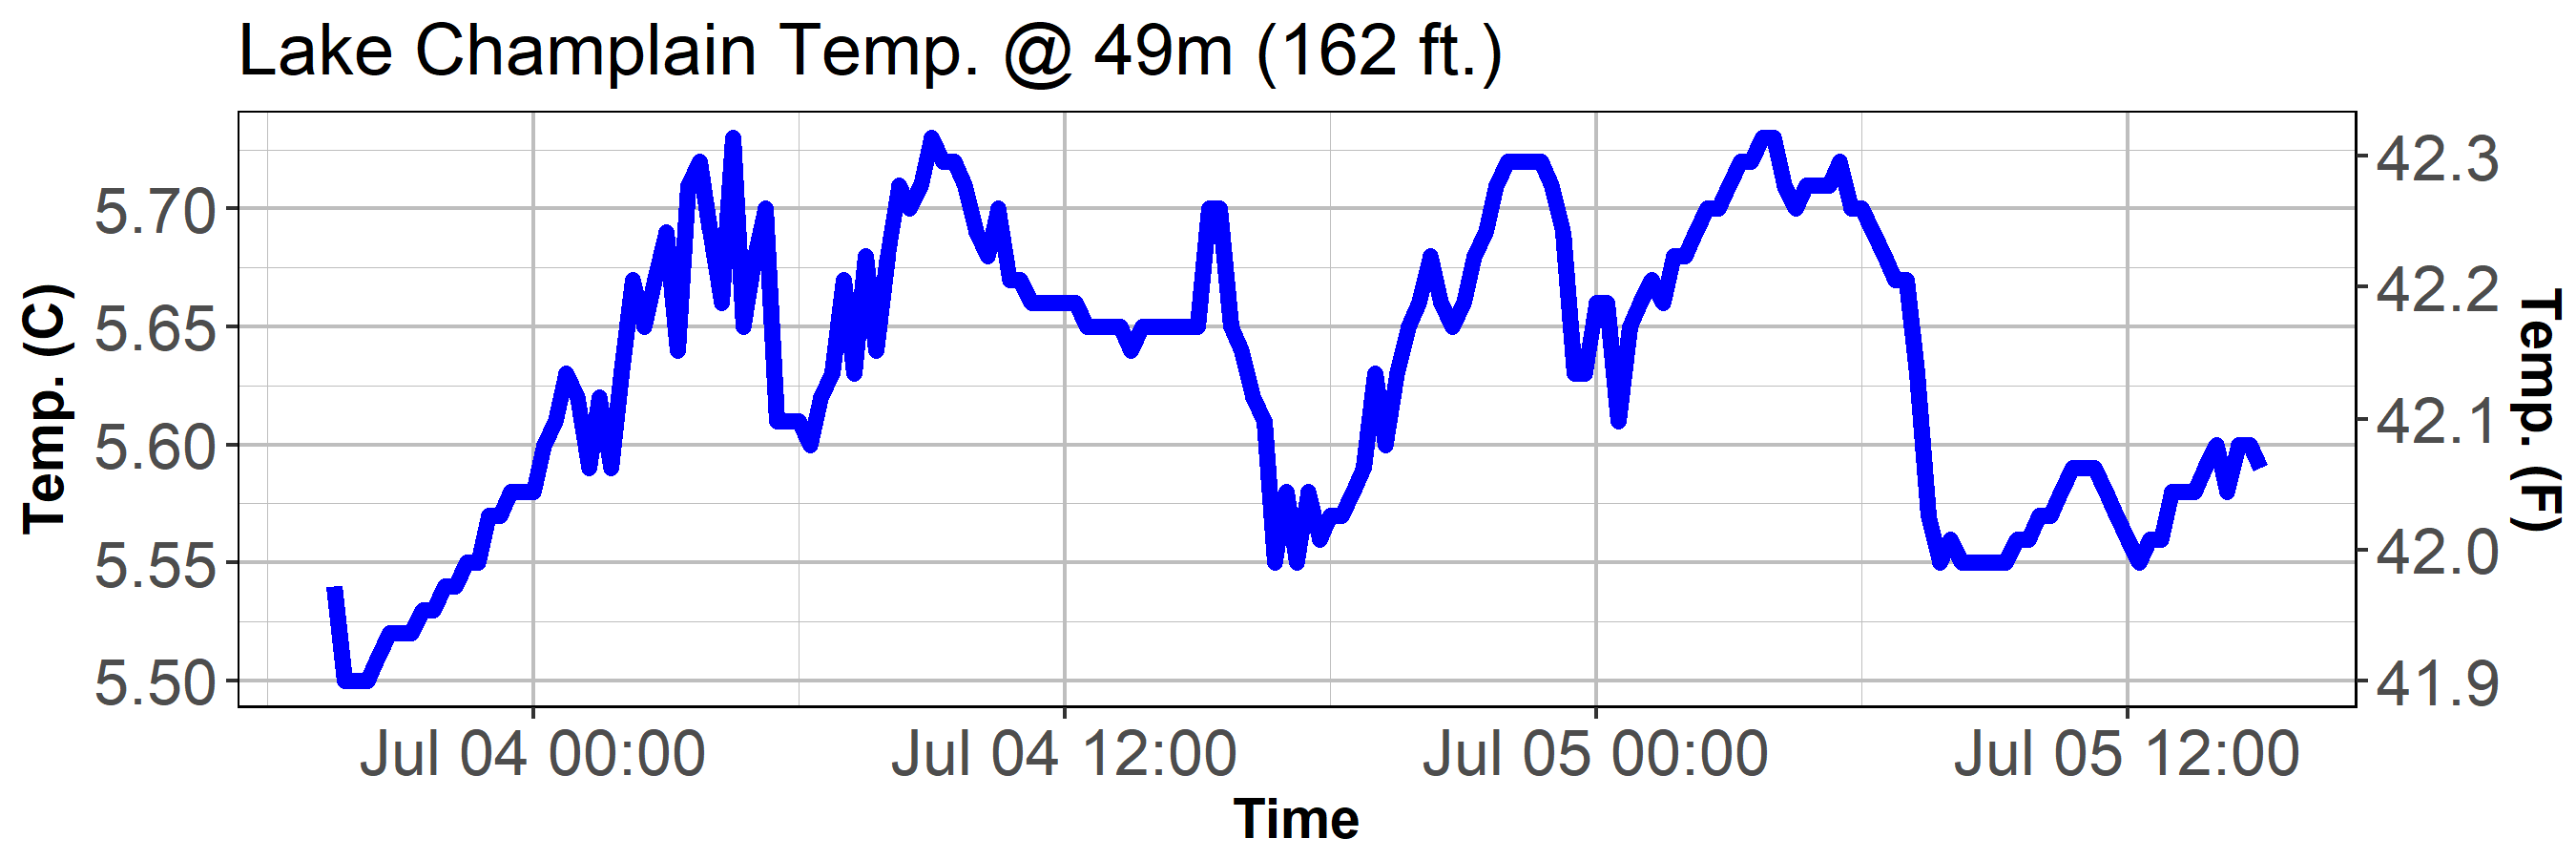 Lake Champlain Temp. @ 49m (162 ft.)
Temp. (C)
5.70
5.65
5.60
5.55
5.50
42.3
42.2
42.1
42.0
41.9
Temp. (F)
Jul 04 00:00 Jul 04 12:00 Jul 05 00:00 Jul 05 12:00
Time